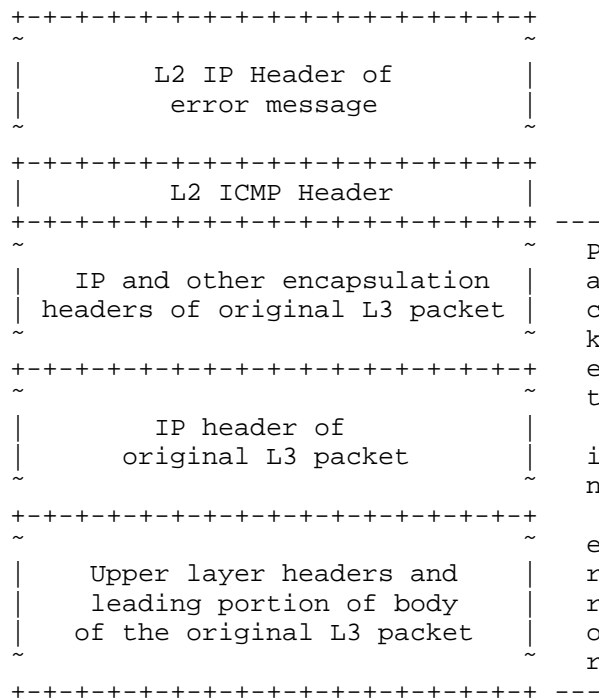 +-+-+-+-+-+-+-+-+-+-+-+-+-+-+
~                           ~
|        L2 IP Header of    |
|         error message     |
~                           ~
+-+-+-+-+-+-+-+-+-+-+-+-+-+-+
|         L2 ICMP Header    |
+-+-+-+-+-+-+-+-+-+-+-+-+-+-+ ---
~                           ~   P
|   IP and other encapsulation  |   a
| headers of original L3 packet |   c
~                           ~   k
+-+-+-+-+-+-+-+-+-+-+-+-+-+-+   e
~                           ~   t
|        IP header of       |
|      original L3 packet   |   i
~                           ~   n
+-+-+-+-+-+-+-+-+-+-+-+-+-+-+
~                           ~   e
|    Upper layer headers and    |   r
|    leading portion of body    |   r
|   of the original L3 packet   |   o
~                           ~   r
+-+-+-+-+-+-+-+-+-+-+-+-+-+-+ ---